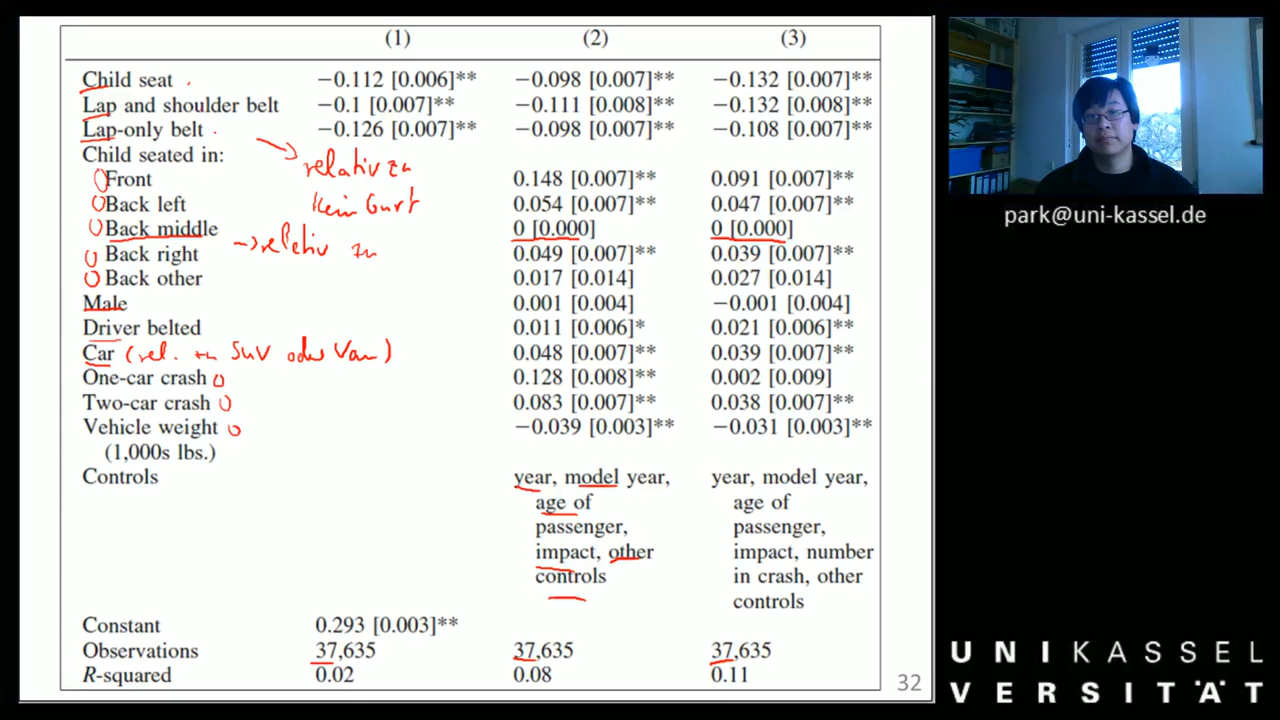 (1) (2) (3)
Child seat −0.112 [0.006]** −0.098 [0.007]** −0.132 [0.007]**
Lap and shoulder belt −0.1 [0.007]** −0.111 [0.008]** −0.132 [0.008]**
Lap-only belt −0.126 [0.007]** −0.098 [0.007]** −0.108 [0.007]**
Child seated in:
relativ zu
Front 0.148 [0.007]** 0.091 [0.007]**
Back left kein Gurt 0.054 [0.007]** 0.047 [0.007]**
Back middle 0 [0.000] 0 [0.000]
Back right →relativ zu 0.049 [0.007]** 0.039 [0.007]**
Back other 0.017 [0.014] 0.027 [0.014]
Male 0.001 [0.004] −0.001 [0.004]
Driver belted 0.011 [0.006]* 0.021 [0.006]**
Car (rel. zu SUV oder Van) 0.048 [0.007]** 0.039 [0.007]**
One-car crash 0.128 [0.008]** 0.002 [0.009]
Two-car crash 0.083 [0.007]** 0.038 [0.007]**
Vehicle weight −0.039 [0.003]** −0.031 [0.003]**
(1,000s lbs.)
Controls year, model year, year, model year,
age of age of
passenger, passenger,
impact, other impact, number
controls in crash, other
controls
Constant 0.293 [0.003]**
Observations 37,635 37,635 37,635
R-squared 0.02 0.08 0.11
32
park@uni-kassel.de
UNIKASSEL
VERSITÄT